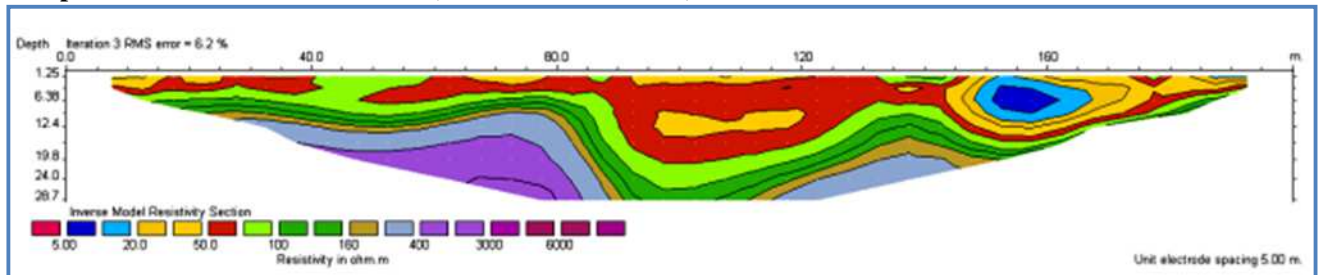 Depth Iteration 3 RMS error = 6.2 %
0.0 40.0 80.0 120 160 m.
1.25
6.38
12.4
19.8
24.0
28.7
Inverse Model Resistivity Section
5.00 20.0 50.0 100 160 400 3000 6000
Resistivity in ohm.m
Unit electrode spacing 5.00 m.